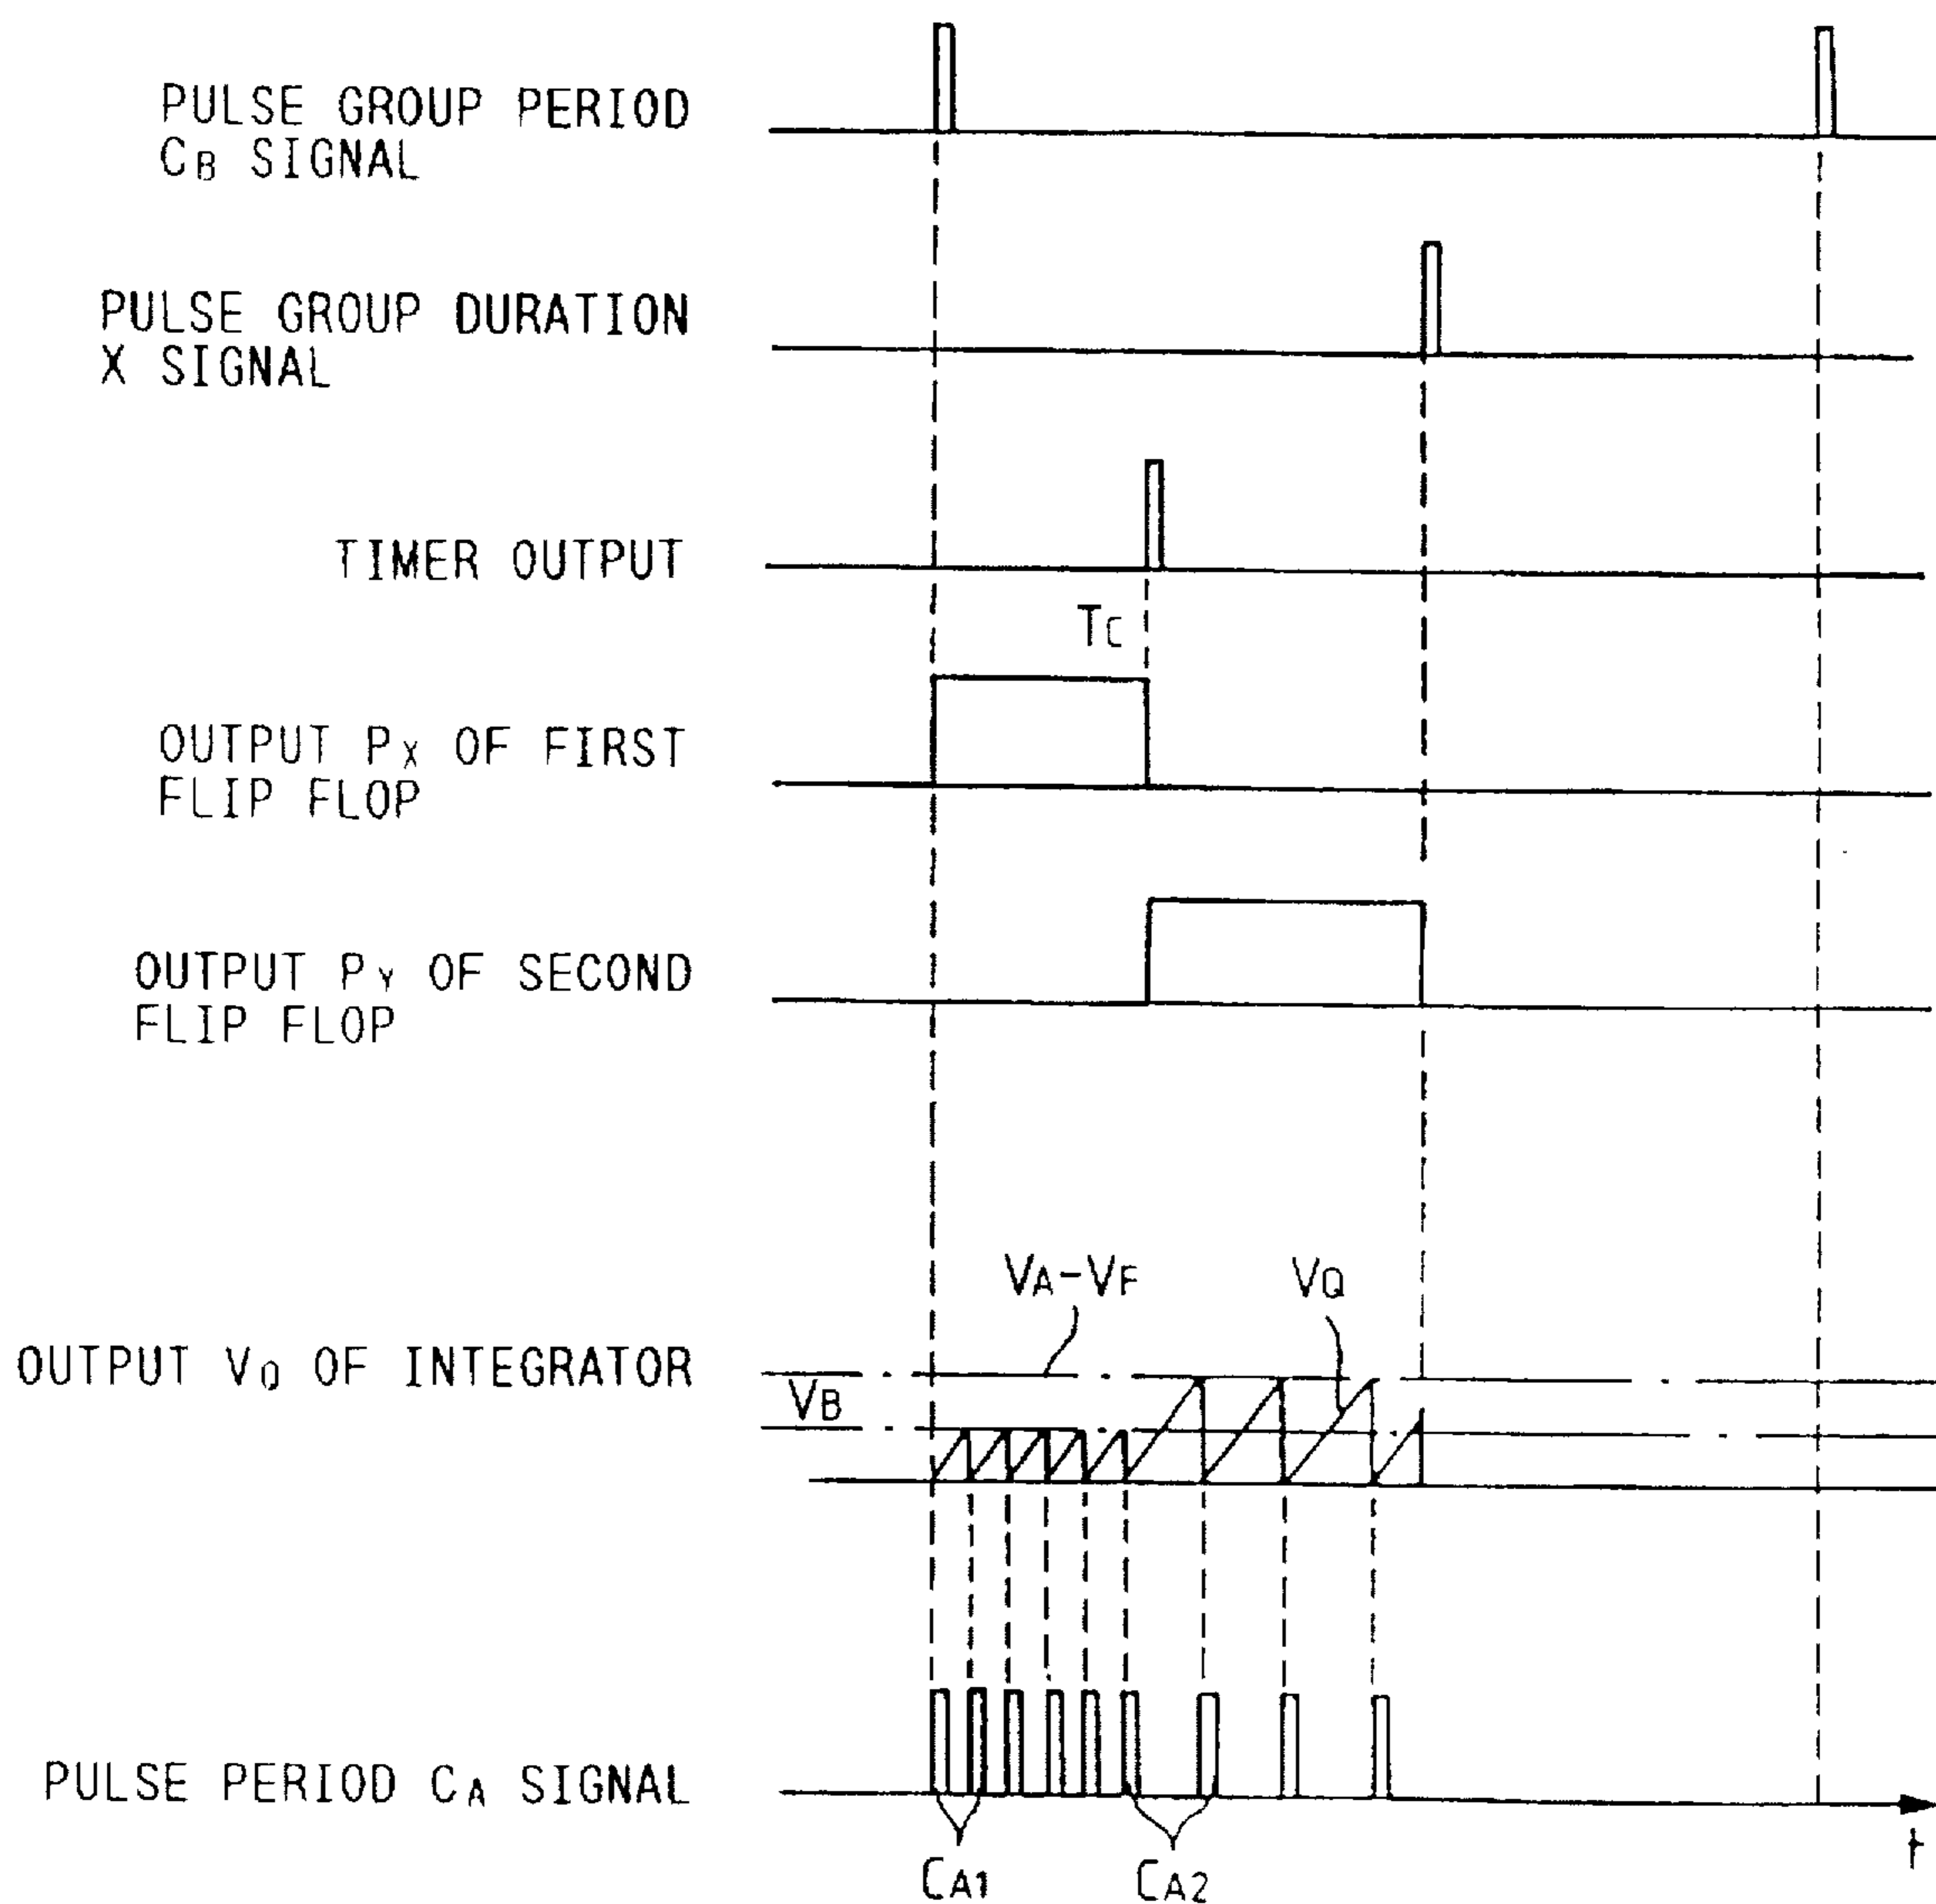 PULSE GROUP PERIOD
CB SIGNAL
PULSE GROUP DURATION
X SIGNAL
TIMER OUTPUT
TC
OUTPUT PX OF FIRST
FLIP FLOP
OUTPUT PY OF SECOND
FLIP FLOP
VA-VF
VQ
OUTPUT VQ OF INTEGRATOR
VB
PULSE PERIOD CA SIGNAL
CA1
CA2
t